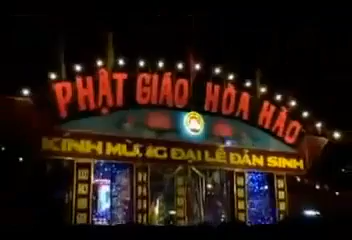 PHẬT GIÁO HÒA HẢO
KÍNH MỪNG ĐẠI LỄ ĐẢN SINH